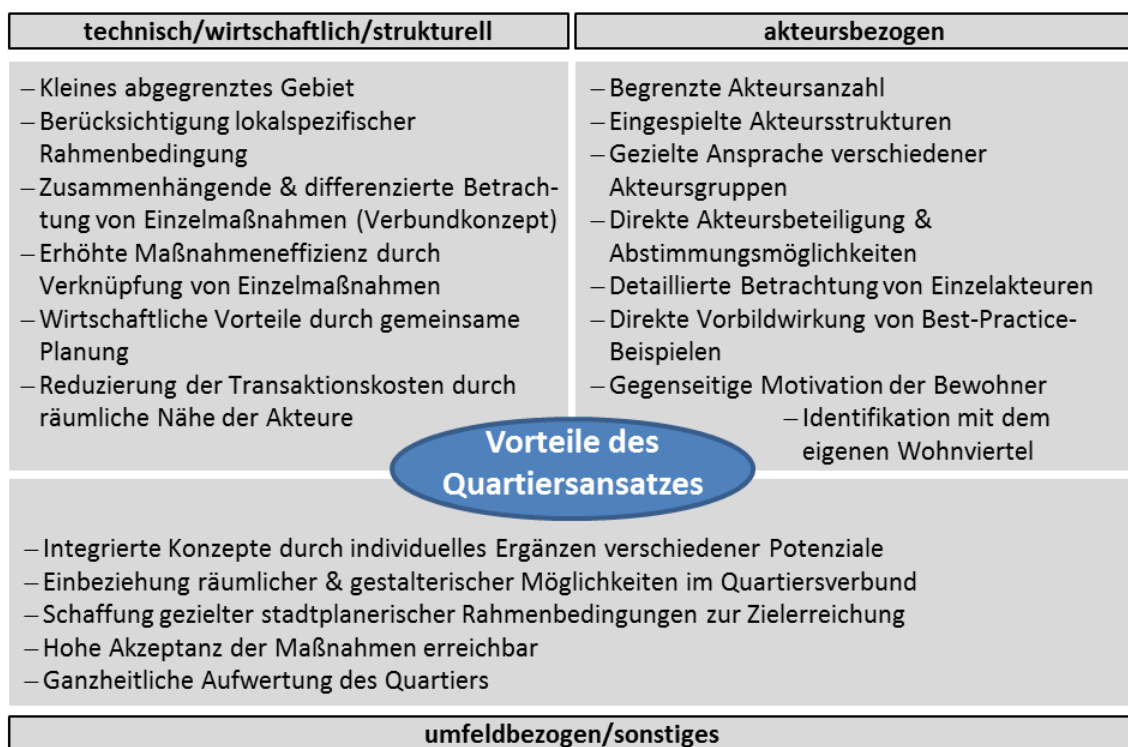 technisch/wirtschaftlich/strukturell
– Kleines abgegrenztes Gebiet
– Berücksichtigung lokalspezifischer
Rahmenbedingung
– Zusammenhängende & differenzierte Betrach-
tung von Einzelmaßnahmen (Verbundkonzept)
– Erhöhte Maßnahmeneffizienz durch
Verknüpfung von Einzelmaßnahmen
– Wirtschaftliche Vorteile durch gemeinsame
Planung
– Reduzierung der Transaktionskosten durch
räumliche Nähe der Akteure
akteursbezogen
– Begrenzte Akteursanzahl
– Eingespielte Akteursstrukturen
– Gezielte Ansprache verschiedener
Akteursgruppen
– Direkte Akteursbeteiligung &
Abstimmungsmöglichkeiten
– Detaillierte Betrachtung von Einzelakteuren
– Direkte Vorbildwirkung von Best-Practice-
Beispielen
– Gegenseitige Motivation der Bewohner
– Identifikation mit dem
eigenen Wohnviertel
Vorteile des
Quartiersansatzes
– Integrierte Konzepte durch individuelles Ergänzen verschiedener Potenziale
– Einbeziehung räumlicher & gestalterischer Möglichkeiten im Quartiersverbund
– Schaffung gezielter stadtplanerischer Rahmenbedingungen zur Zielerreichung
– Hohe Akzeptanz der Maßnahmen erreichbar
– Ganzheitliche Aufwertung des Quartiers
umfeldbezogen/sonstiges